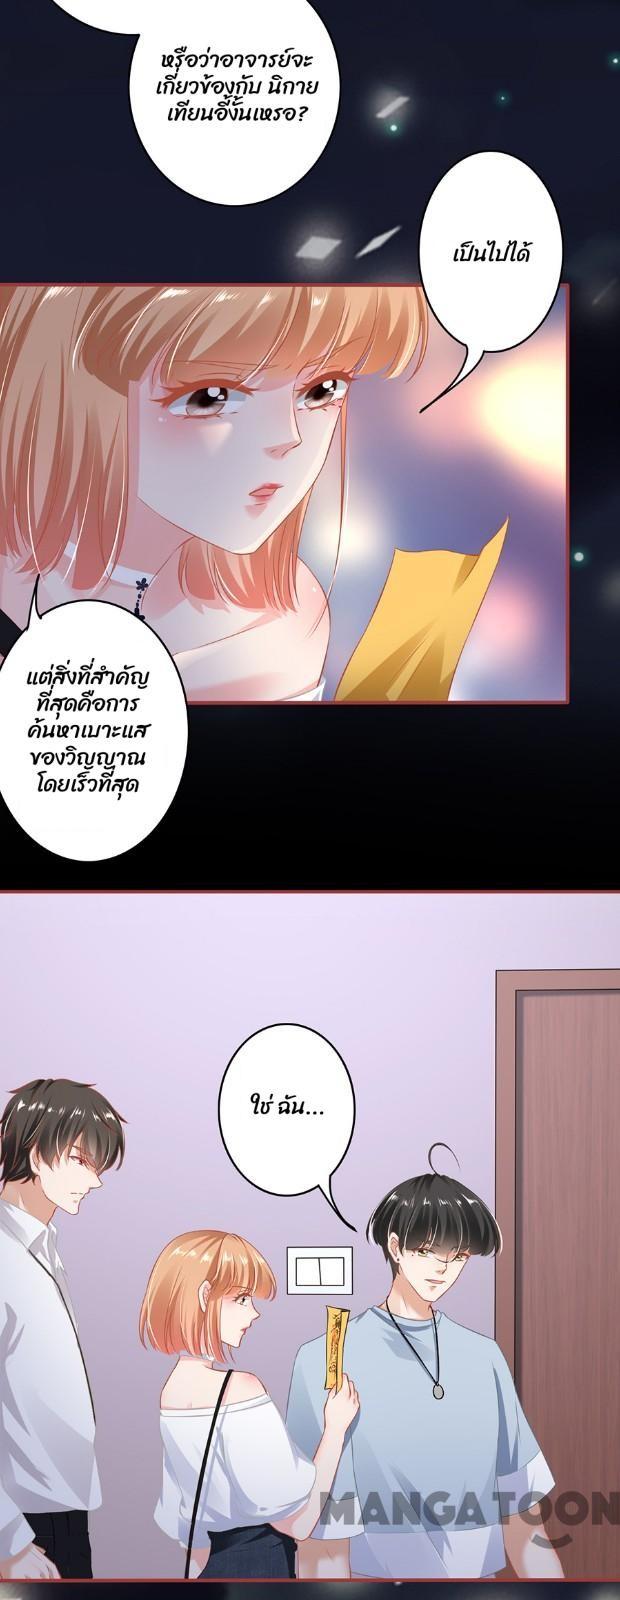 หรือว่าอาจารย์จะ
เกี่ยวข้องกับ นิกาย
เทียนอี้งั้นเหรอ?
เป็นไปได้
แต่สิ่งที่สำคัญ
ที่สุดคือการ
ค้นหาเบาะแส
ของวิญญาณ
โดยเร็วที่สุด
ใช่ ฉัน...
MANGATOON